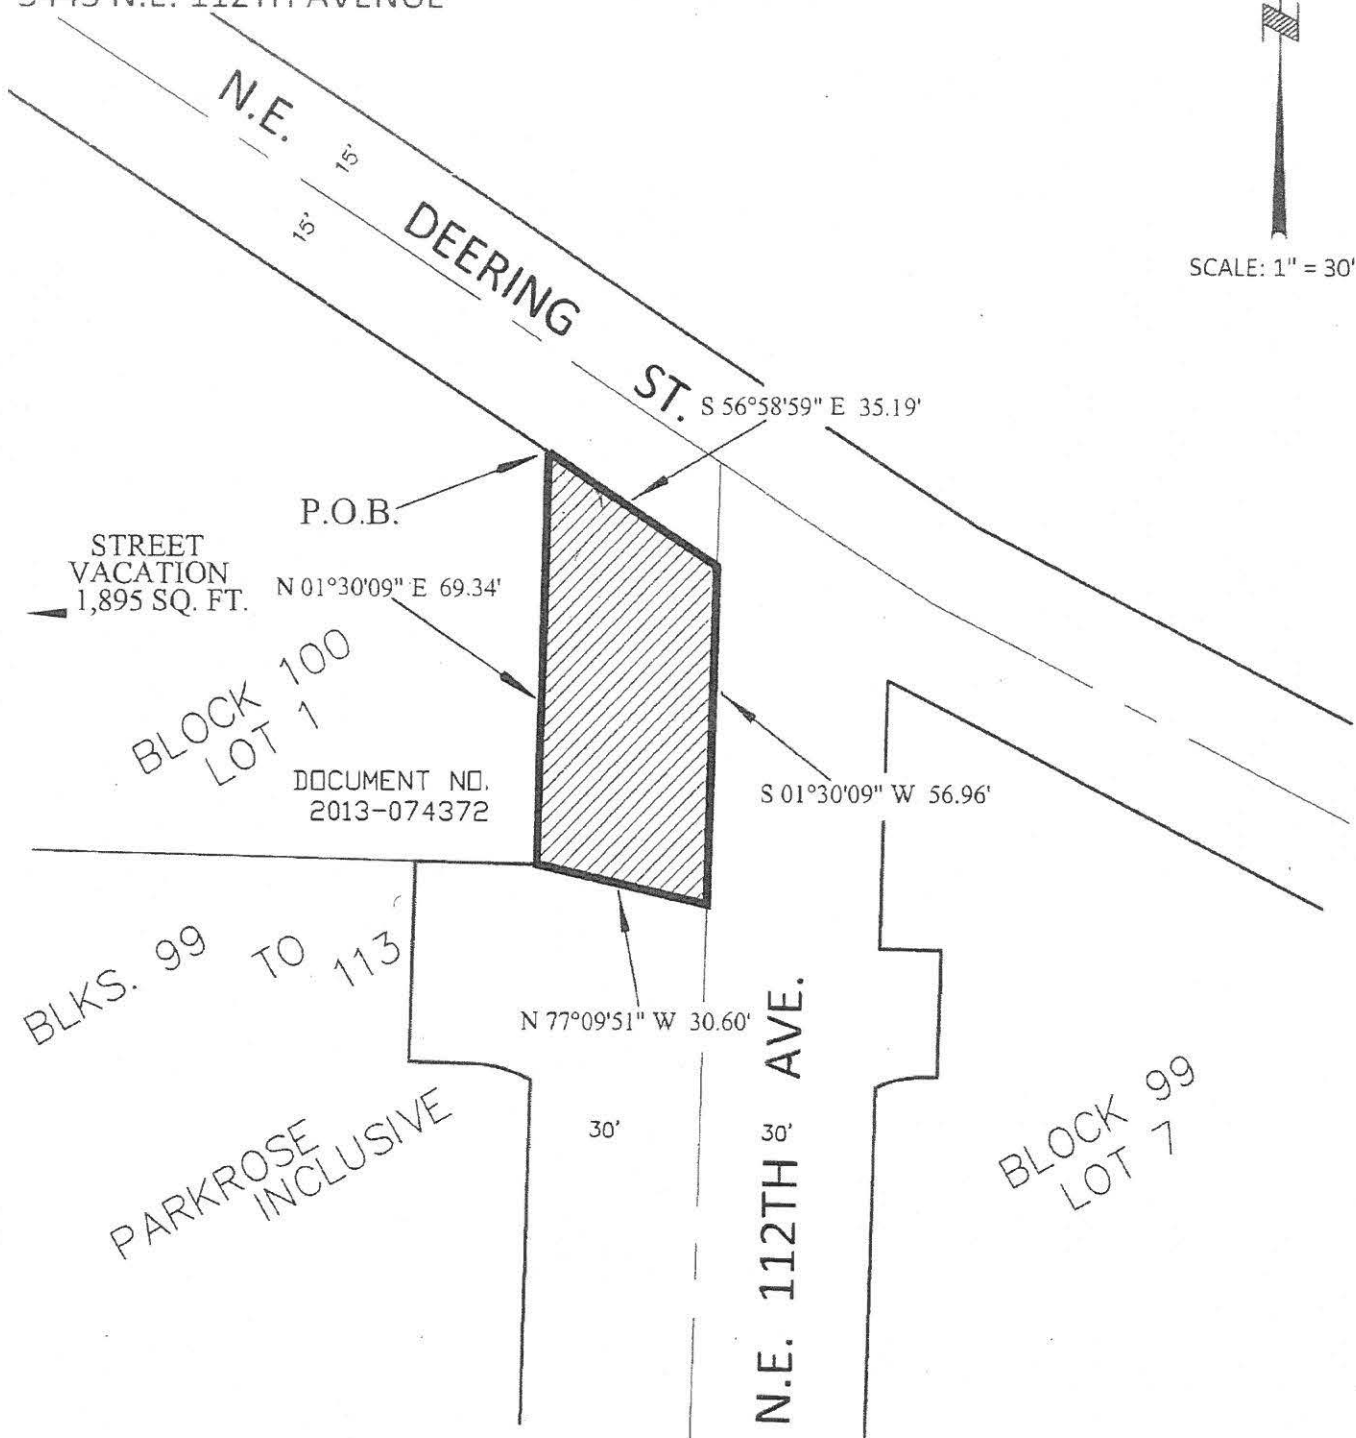 N.E. 112TH AVENUE
N.E. DEERING ST.
15'
15'
SCALE: 1" = 30'
S 56°58'59" E 35.19'
P.O.B.
STREET
VACATION
1,895 SQ. FT.
N 01°30'09" E 69.34'
BLOCK 100
LOT 1
DOCUMENT NO.
2013-074372
S 01°30'09" W 56.96'
BLKS. 99 TO 113
N 77°09'51" W 30.60'
PARKROSE
INCLUSIVE
30'
30'
N.E. 112TH AVE.
BLOCK 99
LOT 7